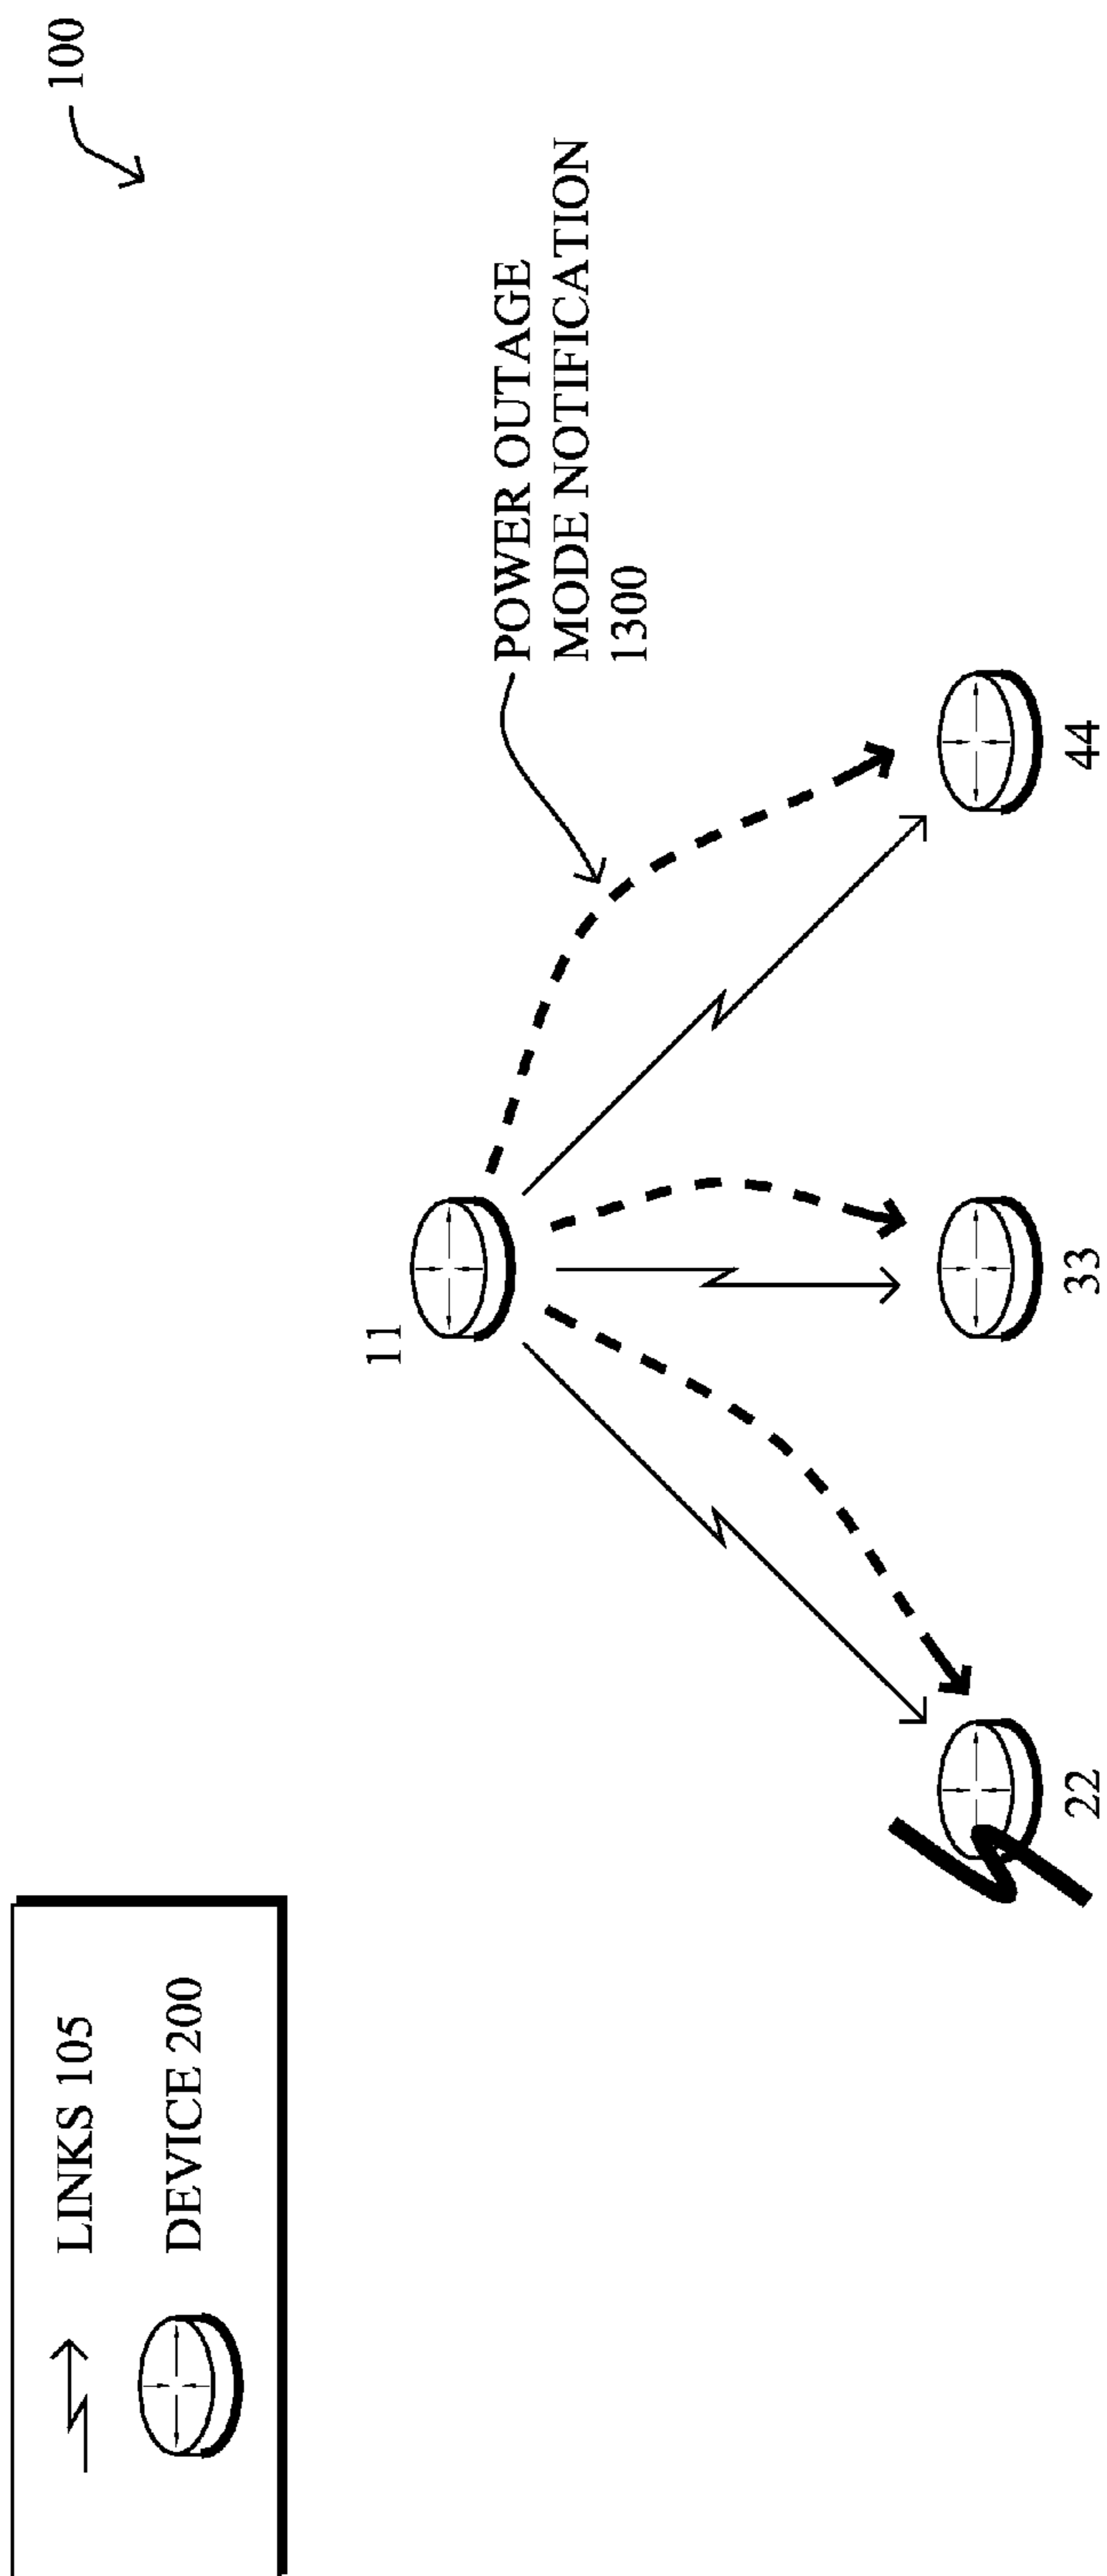 LINKS 105
DEVICE 200
100
POWER OUTAGE
MODE NOTIFICATION
1300
11
22
33
44